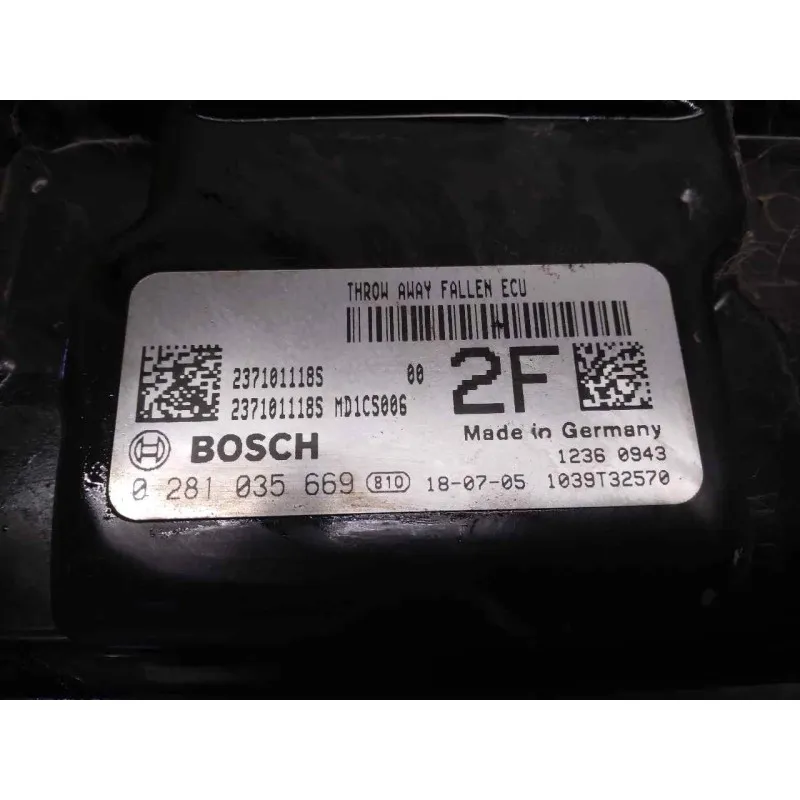 THROW AWAY FALLEN ECU
H
237101118S 00
237101118S MD1CS006
2F
BOSCH
Made in Germany
1236 0943
0 281 035 669 810 18-07-05 1039T32570